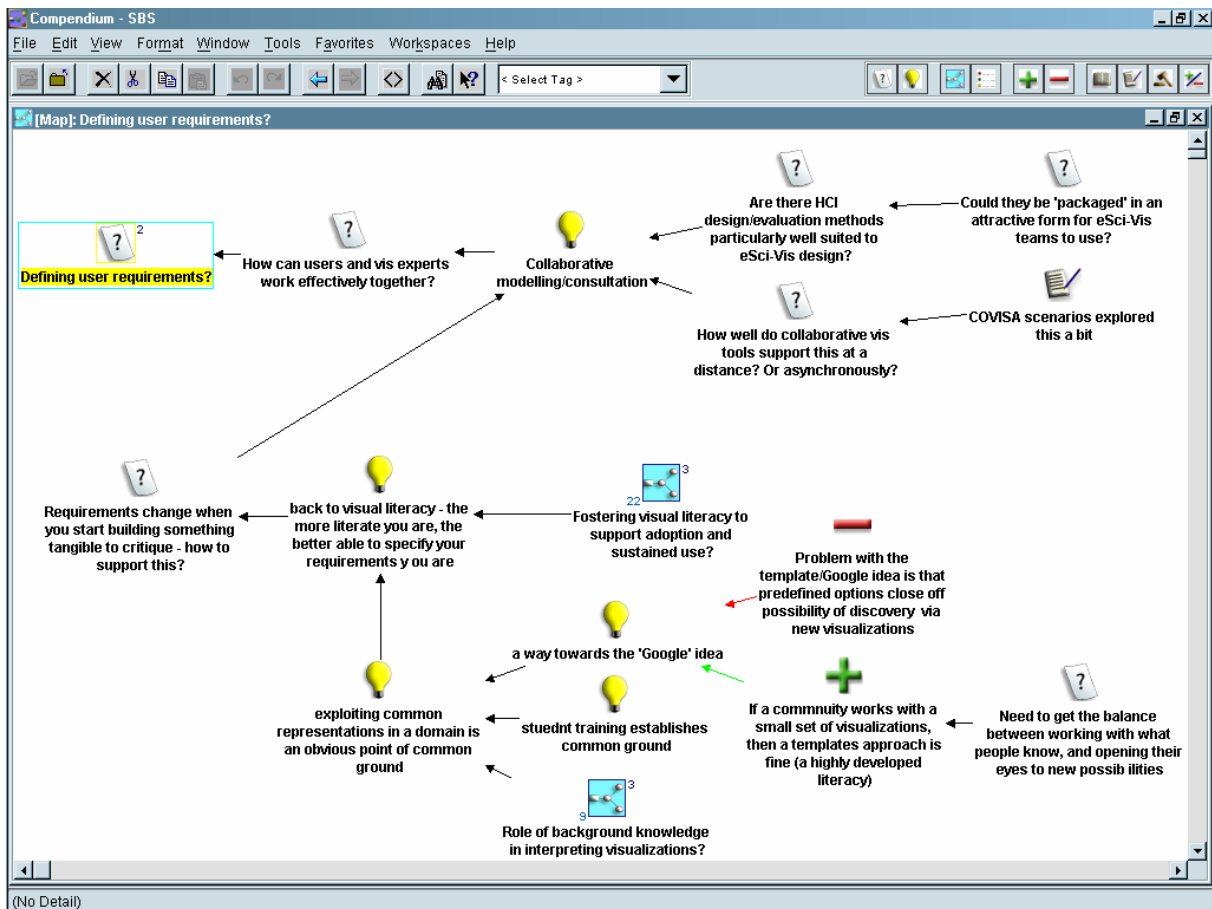 Compendium - SBS
File Edit View Format Window Tools Favorites Workspaces Help
< Select Tag >
[Map]: Defining user requirements?
2
Defining user requirements?
How can users and vis experts
work effectively together?
Collaborative
modelling/consultation
Are there HCI
design/evaluation methods
particularly well suited to
eSci-Vis design?
Could they be 'packaged' in an
attractive form for eSci-Vis
teams to use?
How well do collaborative vis
tools support this at a
distance? Or asynchronously?
COVISA scenarios explored
this a bit
Requirements change when
you start building something
tangible to critique - how to
support this?
back to visual literacy - the
more literate you are, the
better able to specify your
requirements y ou are
3
22
Fostering visual literacy to
support adoption and
sustained use?
Problem with the
template/Google idea is that
predefined options close off
possibility of discovery via
new visualizations
a way towards the 'Google' idea
exploiting common
representations in a domain is
an obvious point of common
ground
stuednt training establishes
common ground
If a commnuity works with a
small set of visualizations,
then a templates approach is
fine (a highly developed
literacy)
Need to get the balance
between working with what
people know, and opening their
eyes to new possib ilities
3
9
Role of background knowledge
in interpreting visualizations?
(No Detail)